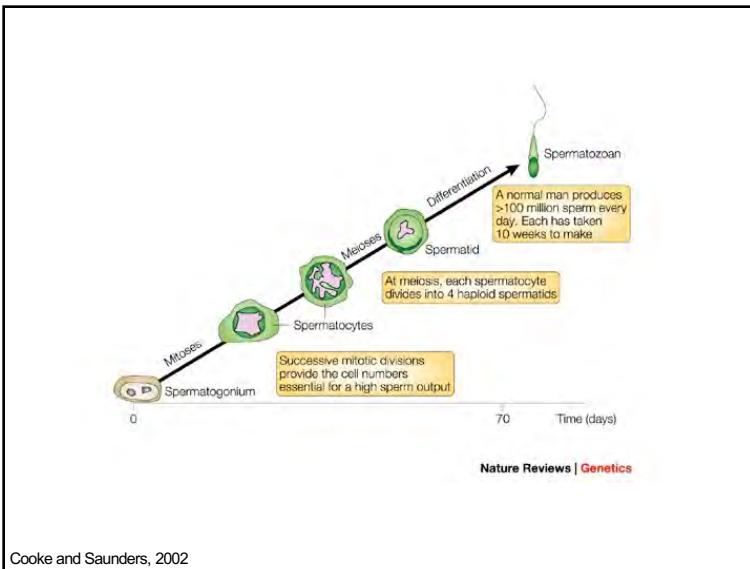 Spermatozoan
Differentiation
A normal man produces
>100 million sperm every
day. Each has taken
10 weeks to make
Spermatid
Meioses
At meiosis, each spermatocyte
divides into 4 haploid spermatids
Spermatocytes
Mitoses
Successive mitotic divisions
provide the cell numbers
essential for a high sperm output
Spermatogonium
0
70
Time (days)
Nature Reviews | Genetics
Cooke and Saunders, 2002